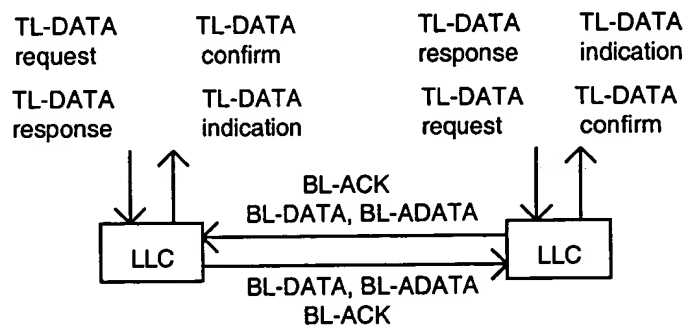 TL-DATA TL-DATA TL-DATA TL-DATA
request confirm response indication
TL-DATA TL-DATA TL-DATA TL-DATA
response indication request confirm
BL-ACK
BL-DATA, BL-ADATA
LLC LLC
BL-DATA, BL-ADATA
BL-ACK